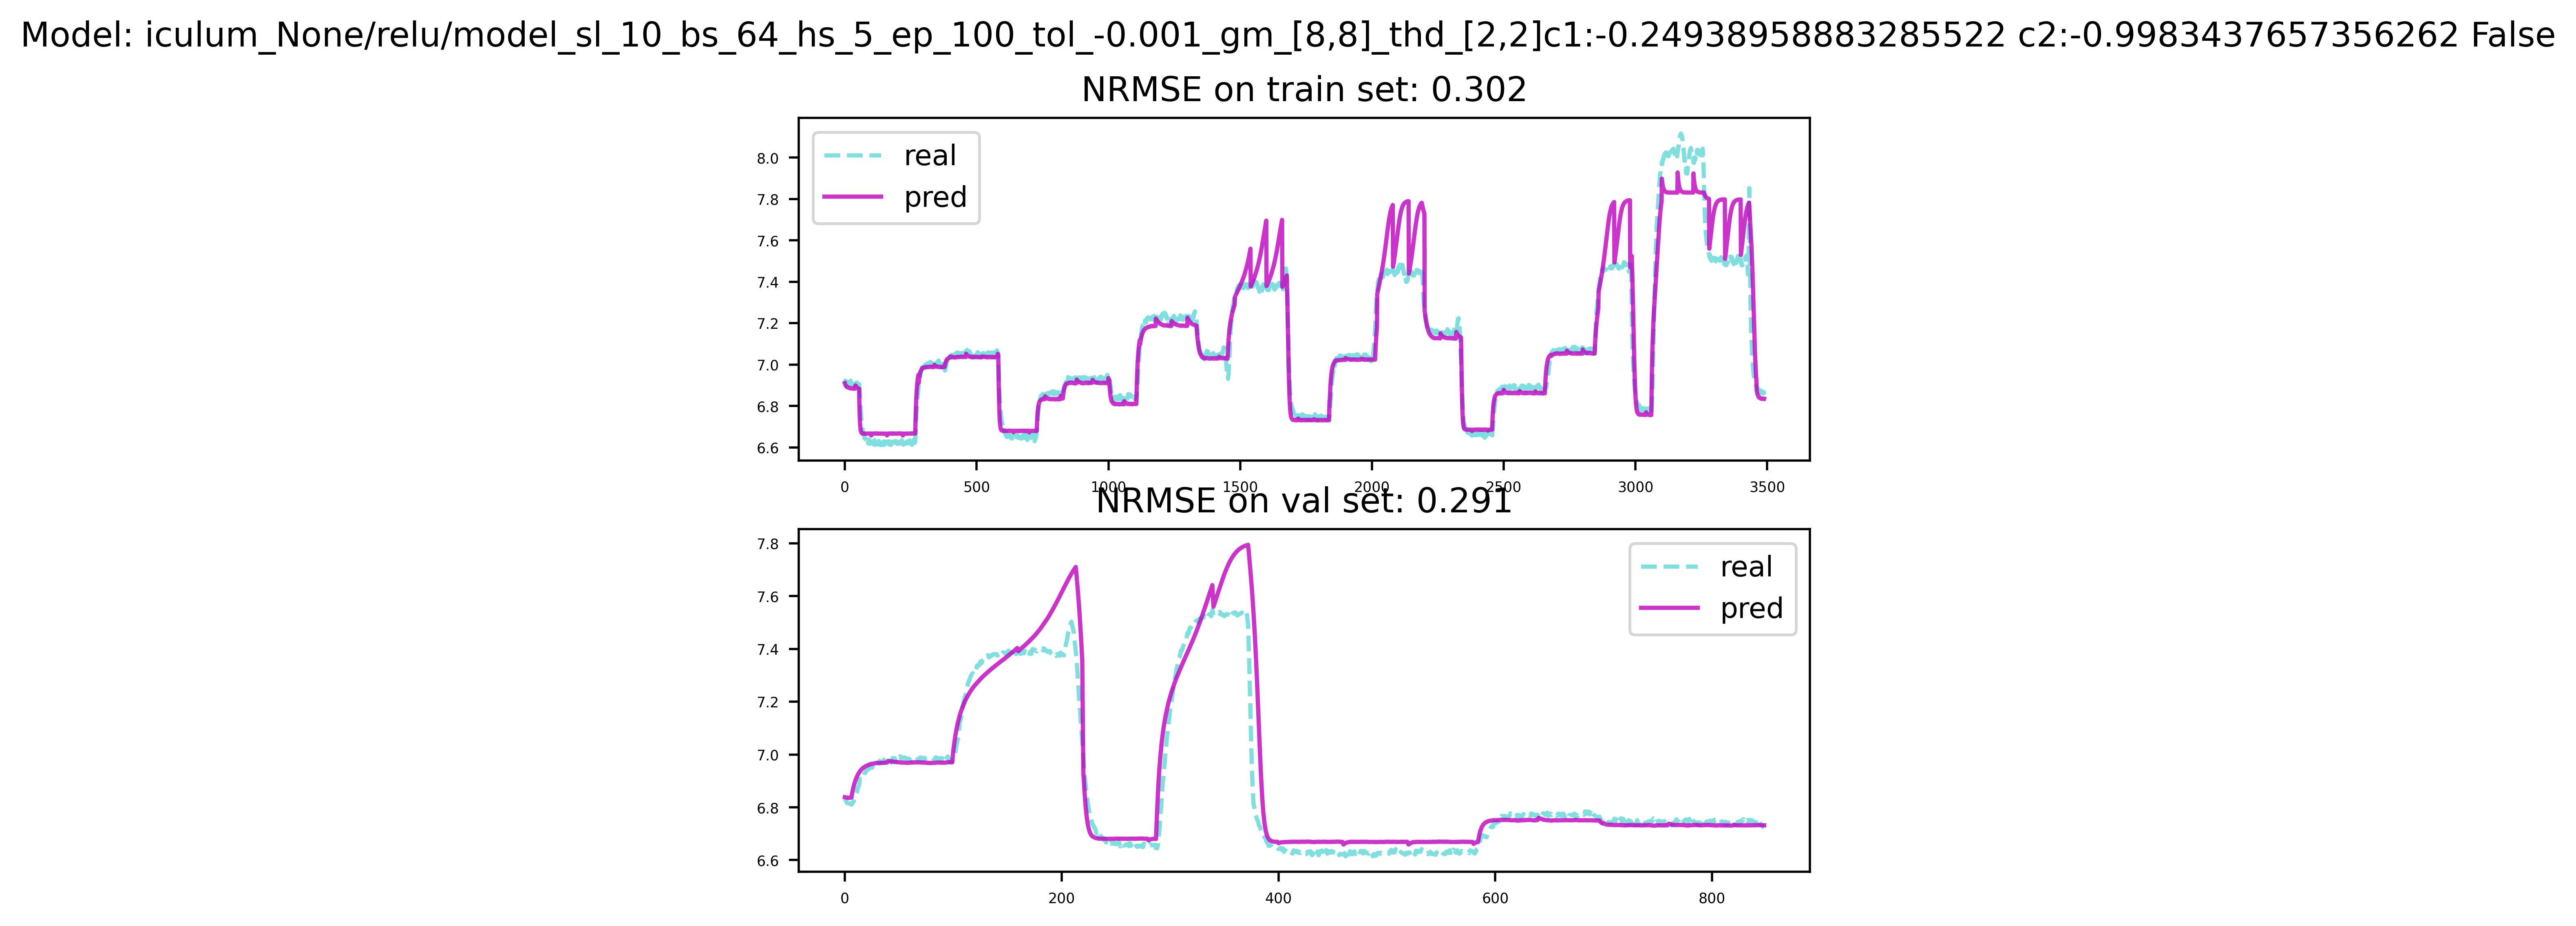 Model: iculum_None/relu/model_sl_10_bs_64_hs_5_ep_100_tol_-0.001_gm_[8,8]_thd_[2,2]c1:-0.24938958883285522 c2:-0.9983437657356262 False
NRMSE on train set: 0.302
real
pred
8.0
7.8
7.6
7.4
7.2
7.0
6.8
6.6
0 500 1000 1500 2000 2500 3000 3500
NRMSE on val set: 0.291
real
pred
7.8
7.6
7.4
7.2
7.0
6.8
6.6
0 200 400 600 800